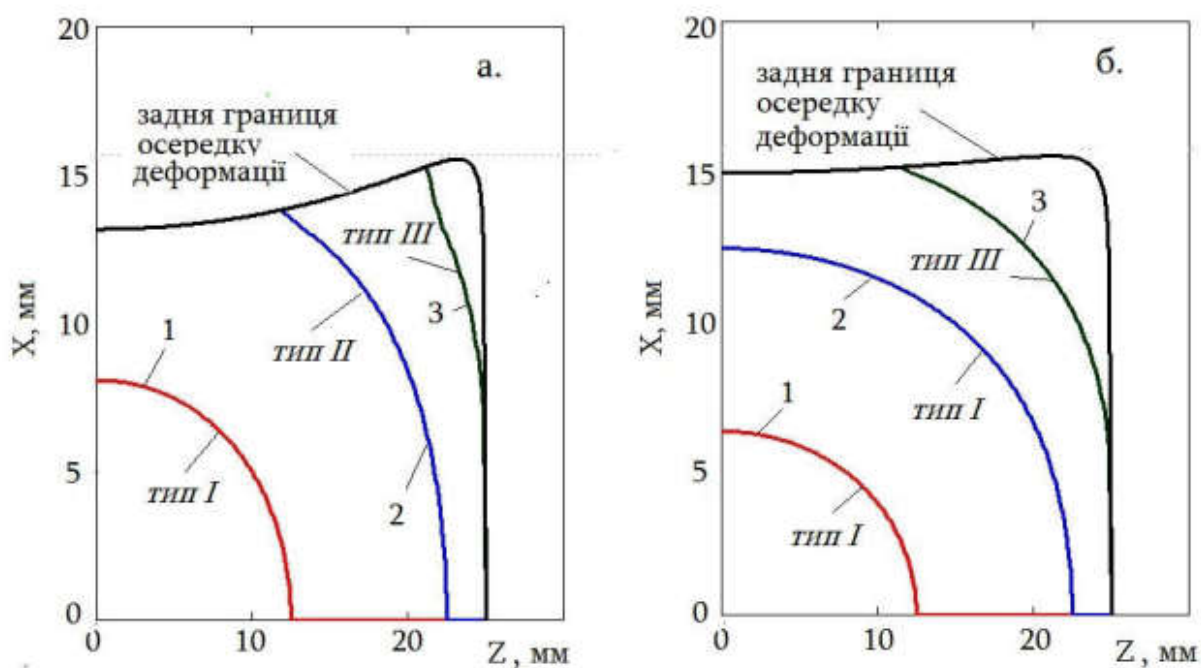 20
а.
задня границя
осередку
деформації
15
тип III
X, мм
10
1
3
тип II
5
тип I
2
0
0
10
20
Z , мм
20
б.
задня границя
осередку
деформації
15
3
тип III
X, мм
10
2
тип I
1
5
тип I
0
0
10
20
Z , мм